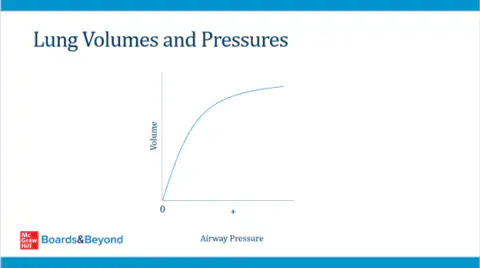 Lung Volumes and Pressures
Volume
0
+
Airway Pressure
Mc
Graw
Hill
Boards&Beyond